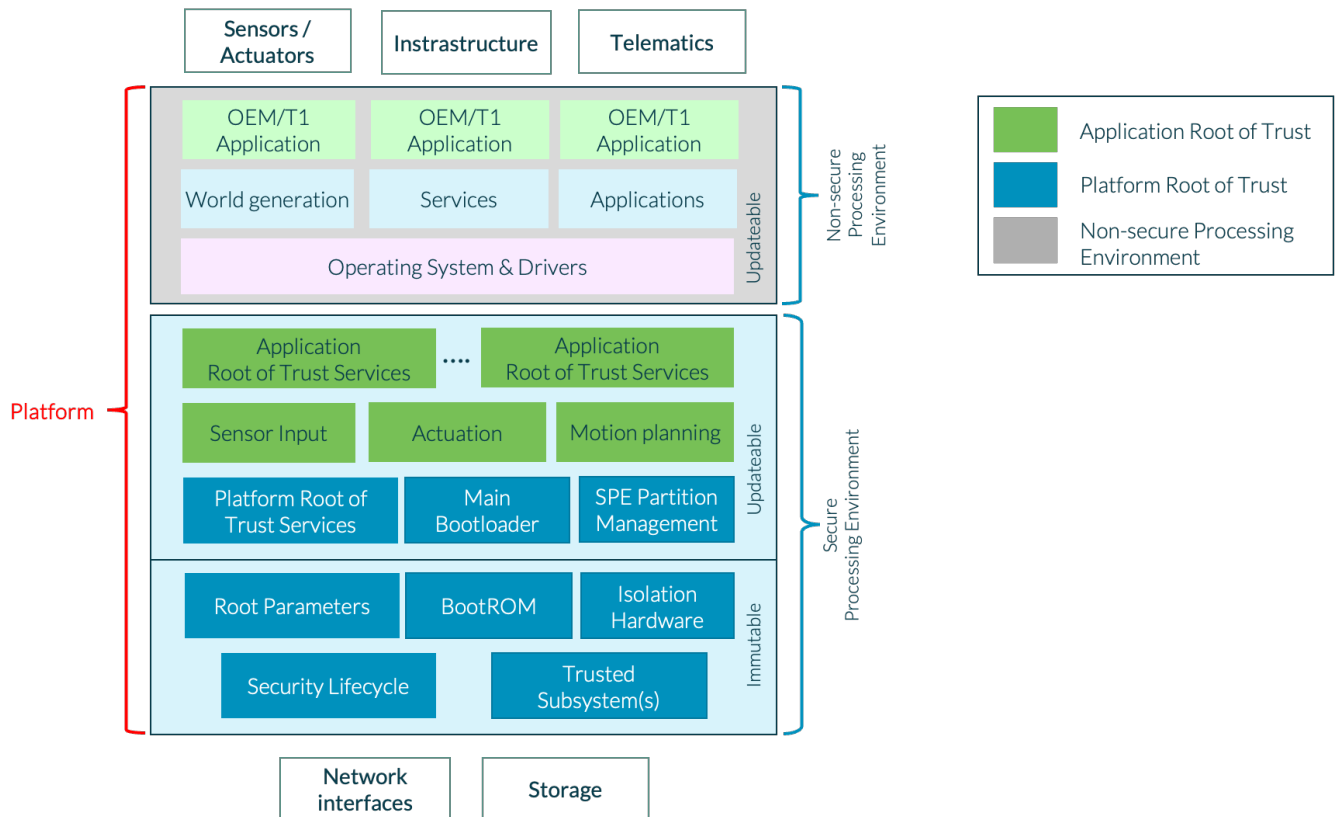 Sensors /
Actuators
Instrastructure
Telematics
OEM/T1
Application
OEM/T1
Application
OEM/T1
Application
World generation
Services
Applications
Operating System & Drivers
Updateable
Non-secure
Processing
Environment
Application Root of Trust
Platform Root of Trust
Non-secure Processing
Environment
Platform
Application
Root of Trust Services
....
Application
Root of Trust Services
Sensor Input
Actuation
Motion planning
Platform Root of
Trust Services
Main
Bootloader
SPE Partition
Management
Updateable
Secure
Processing Environment
Root Parameters
BootROM
Isolation
Hardware
Security Lifecycle
Trusted
Subsystem(s)
Immutable
Network
interfaces
Storage